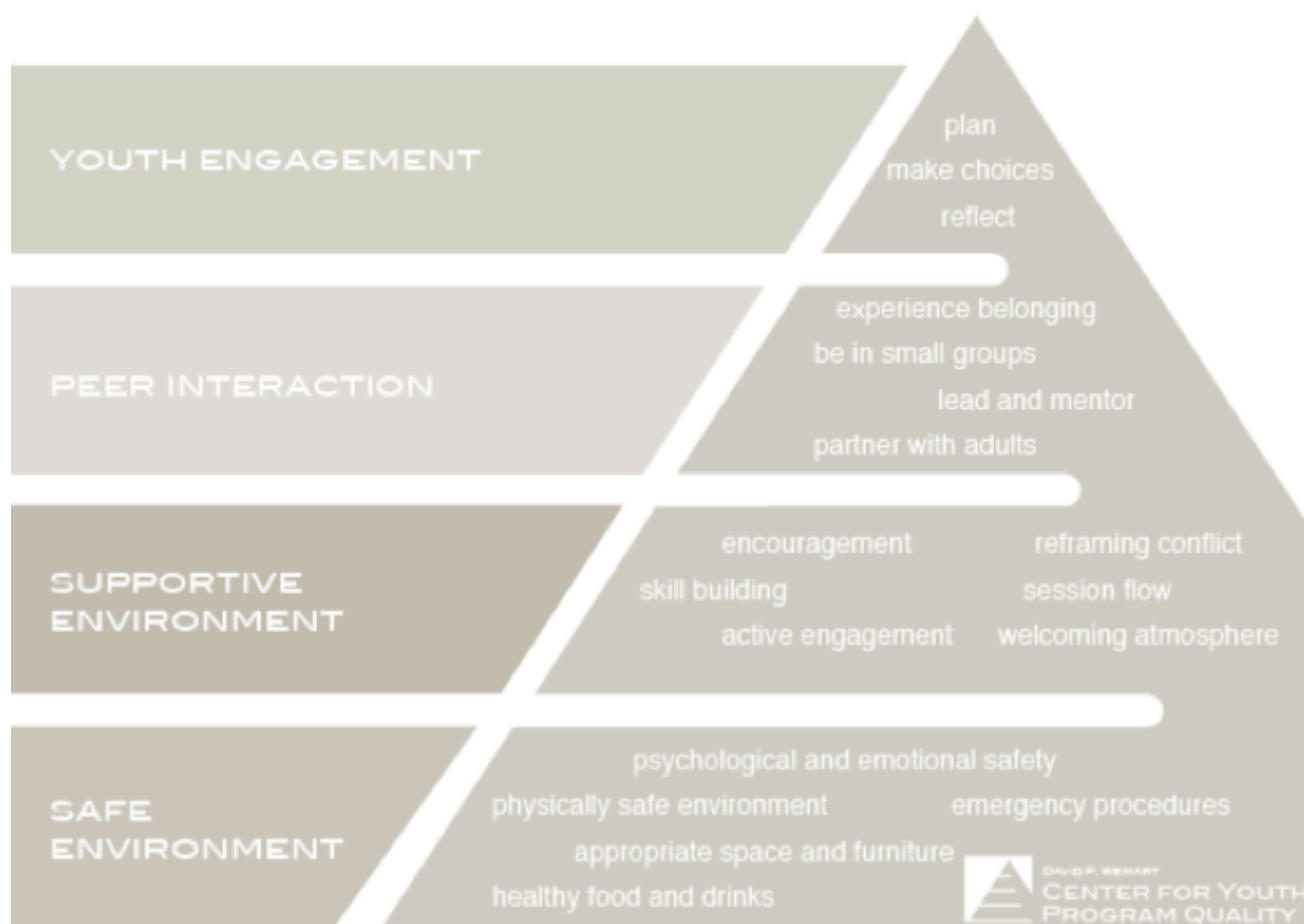 YOUTH ENGAGEMENT
plan
make choices
reflect
PEER INTERACTION
experience belonging
be in small groups
lead and mentor
partner with adults
SUPPORTIVE
ENVIRONMENT
encouragement
reframing conflict
skill building
session flow
active engagement
welcoming atmosphere
SAFE
ENVIRONMENT
psychological and emotional safety
physically safe environment
emergency procedures
appropriate space and furniture
healthy food and drinks
DAVID P. WEIKART
CENTER FOR YOUTH
PROGRAM QUALITY